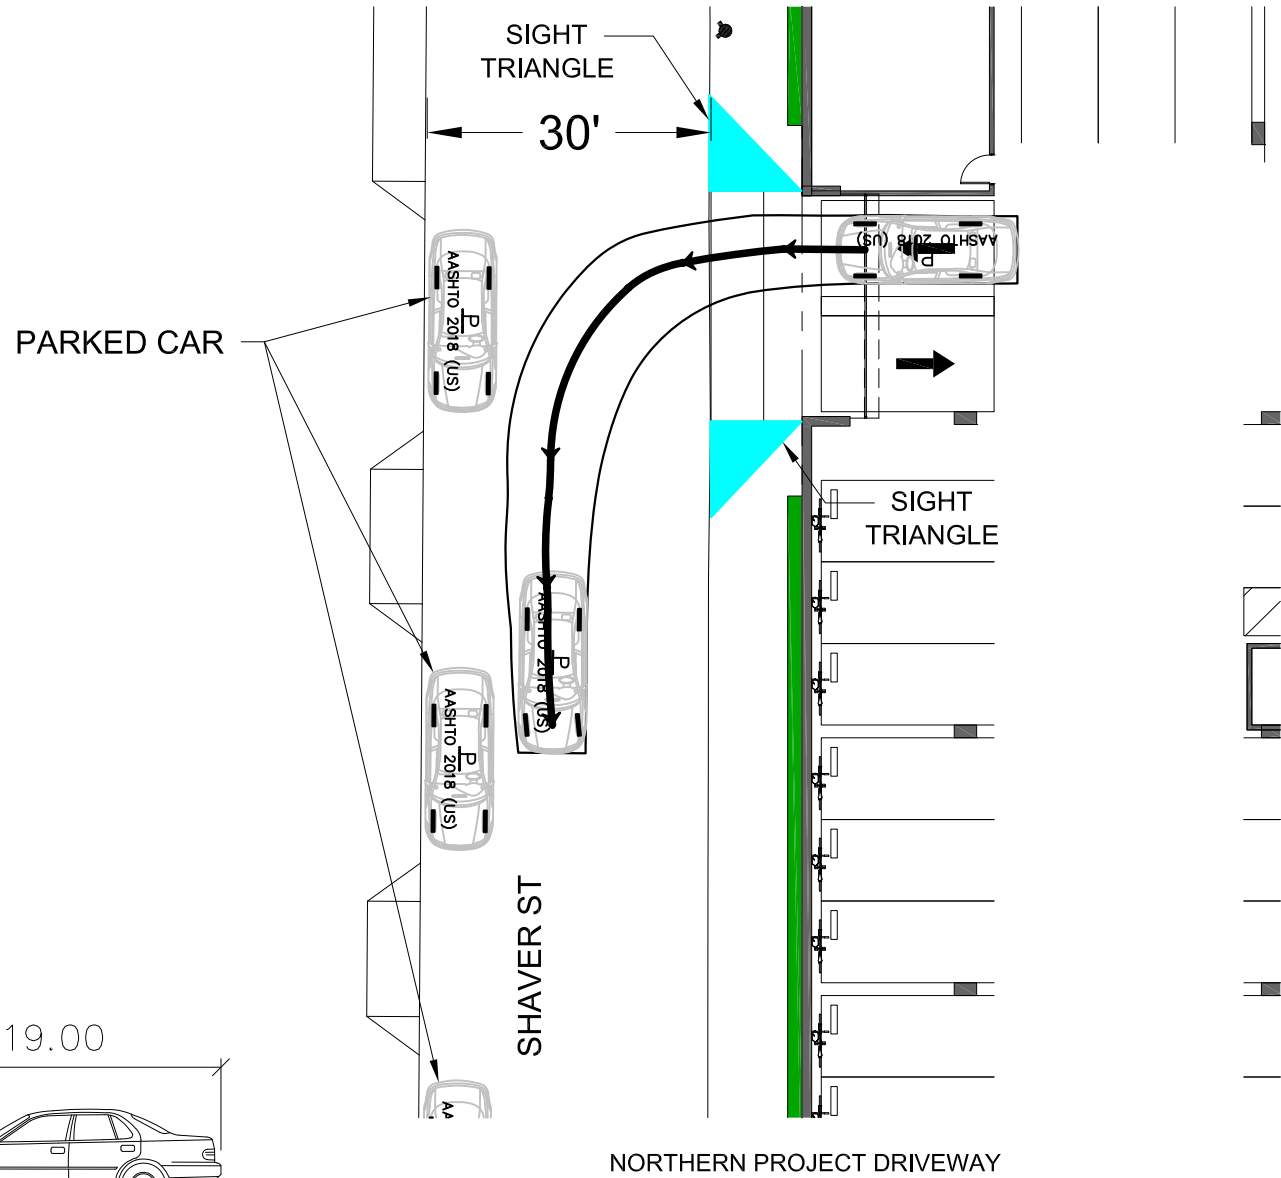 SIGHT
TRIANGLE
30'
AASHTO 2018 (US)
P
AASHTO 2018 (US)
P
PARKED CAR
SIGHT
TRIANGLE
AASHTO 2018 (US)
P
AASHTO 2018 (US)
P
SHAVER ST
19.00
AA
NORTHERN PROJECT DRIVEWAY